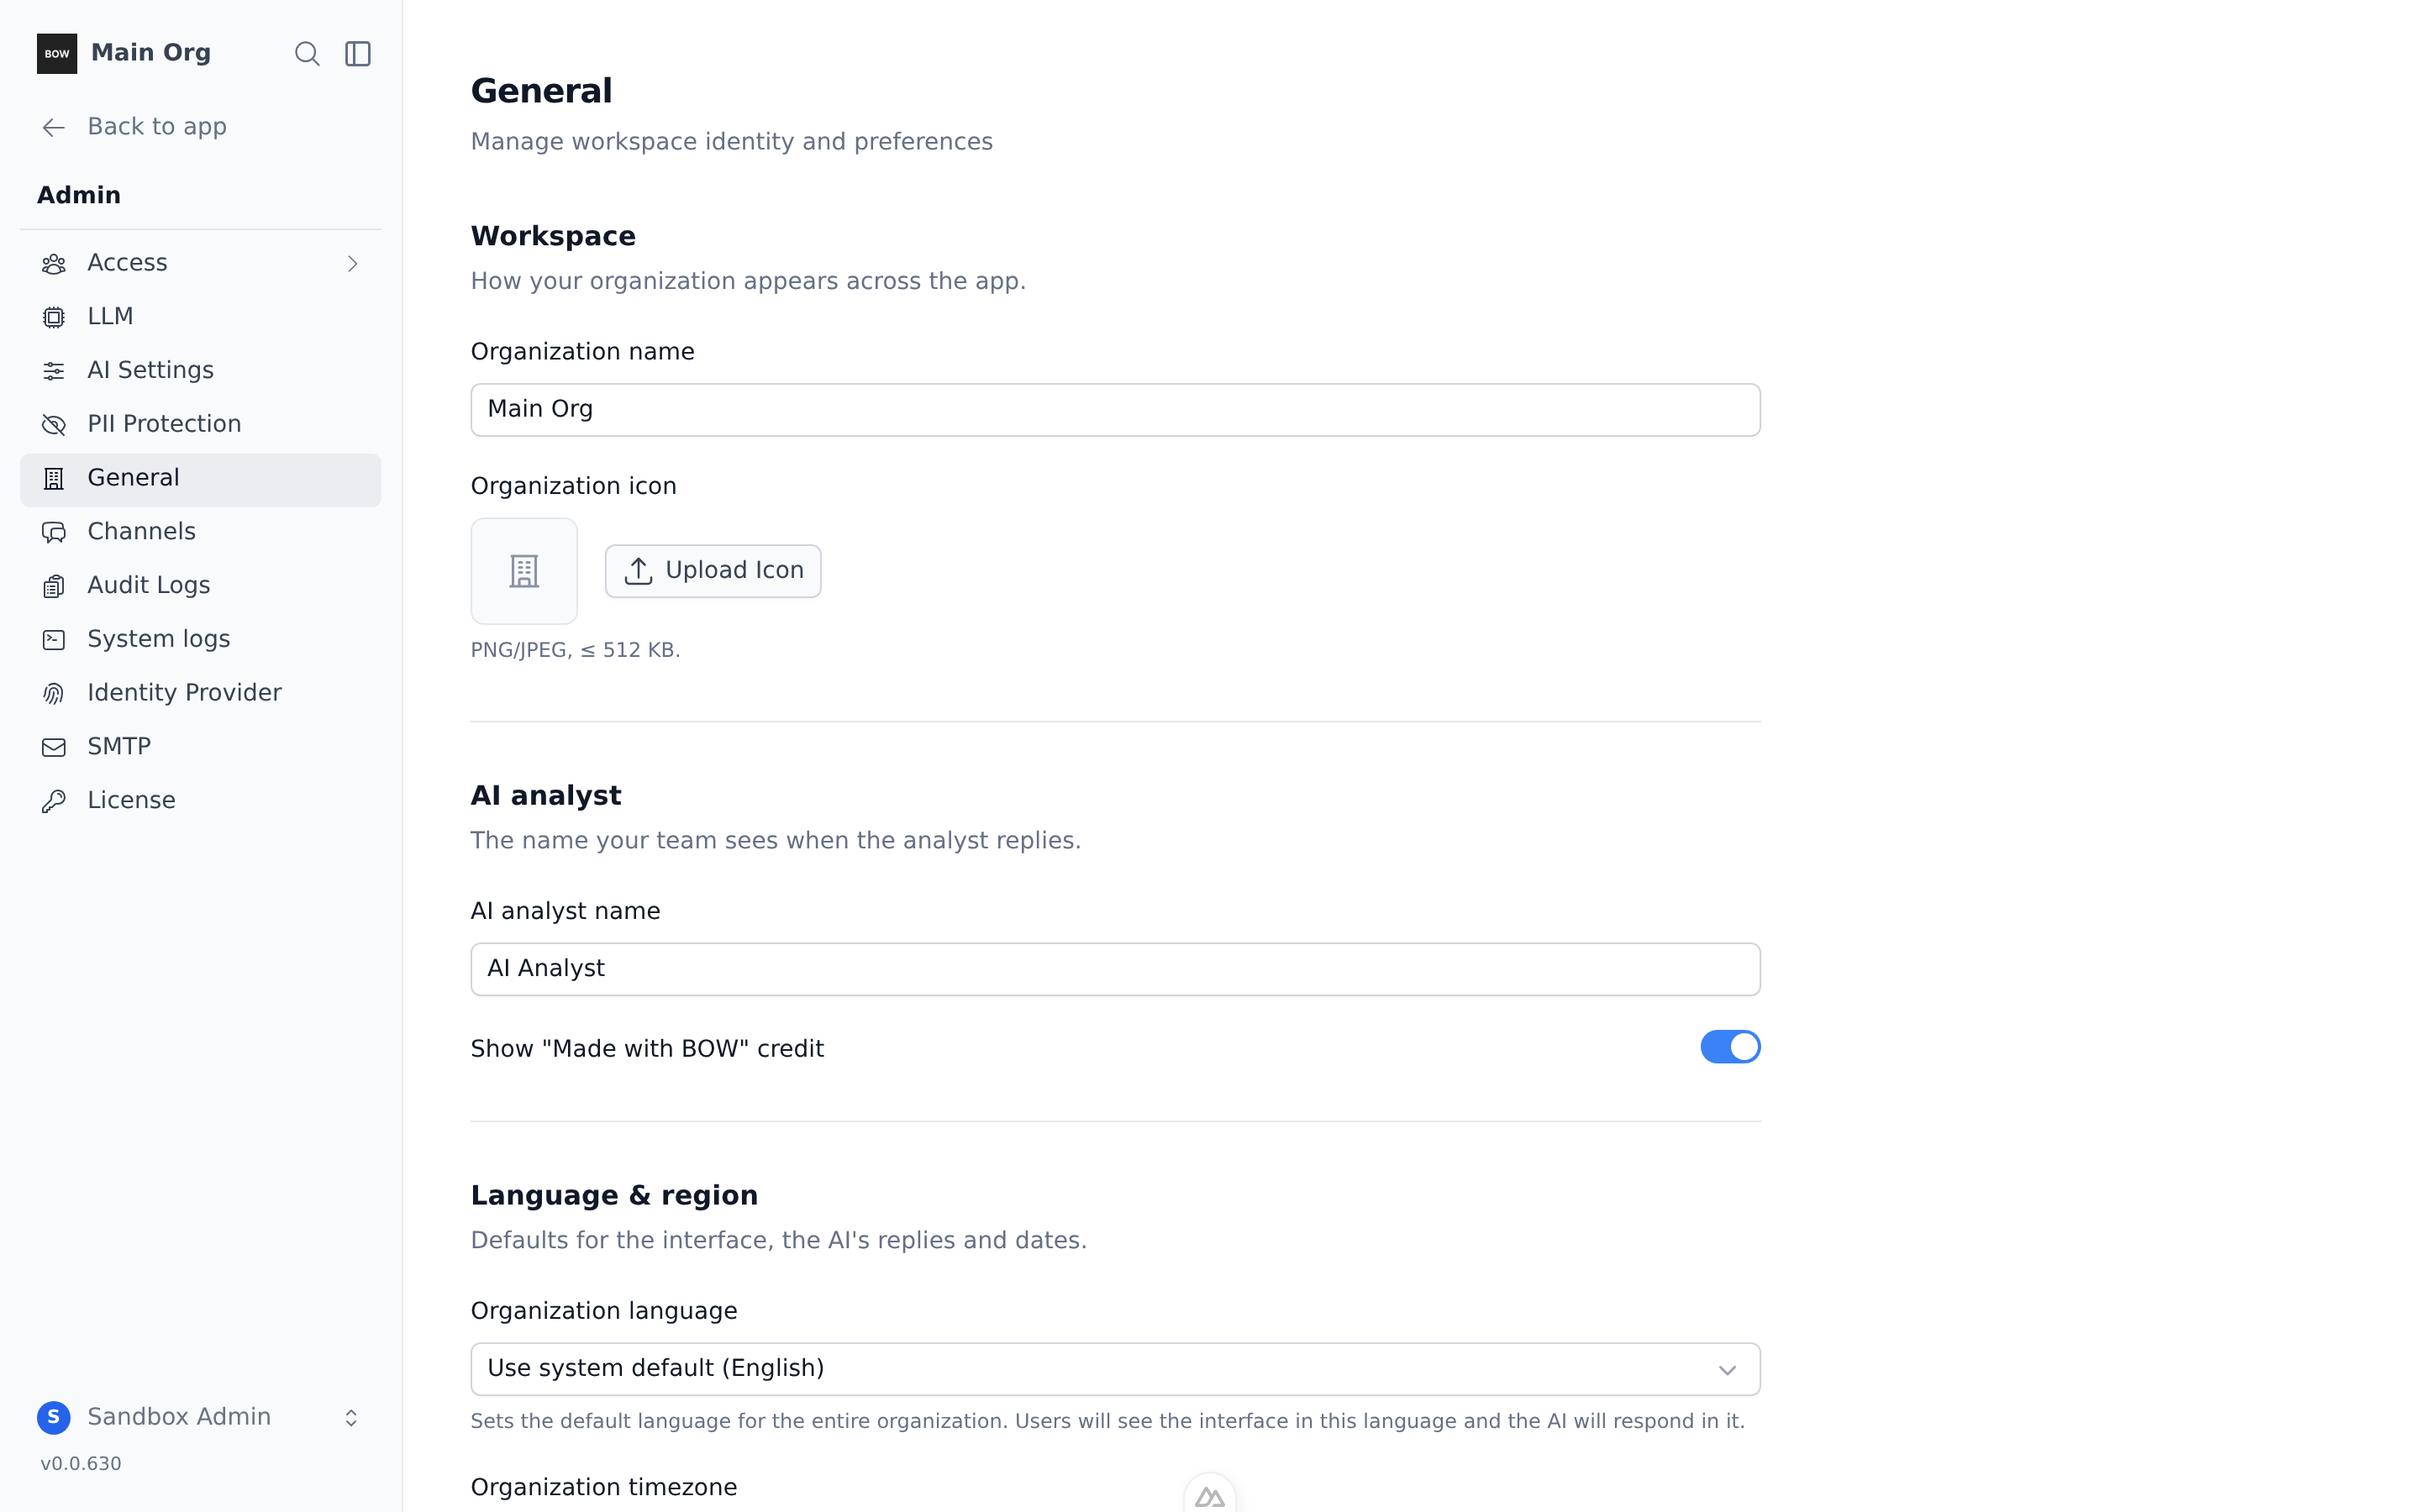 BOW Main Org
Back to app
Admin
Access
LLM
AI Settings
PII Protection
General
Channels
Audit Logs
System logs
Identity Provider
SMTP
License
S Sandbox Admin
v0.0.630
General
Manage workspace identity and preferences
Workspace
How your organization appears across the app.
Organization name
Main Org
Organization icon
Upload Icon
PNG/JPEG, ≤ 512 KB.
AI analyst
The name your team sees when the analyst replies.
AI analyst name
AI Analyst
Show "Made with BOW" credit
Language & region
Defaults for the interface, the AI's replies and dates.
Organization language
Use system default (English)
Sets the default language for the entire organization. Users will see the interface in this language and the AI will respond in it.
Organization timezone